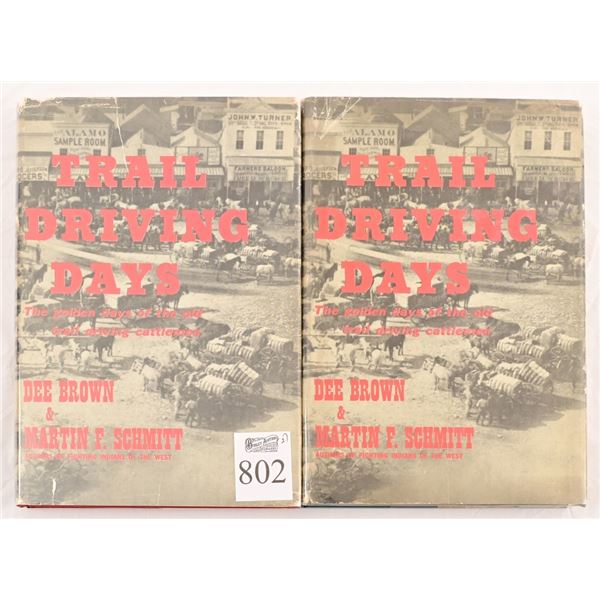 ALAMO
SAMPLE ROOM.
JOHN W. TURNER.
FARMERS SALOON.
TRAIL
DRIVING
DAYS
The golden days of the old
trail driving cattlemen
DEE BROWN
&
MARTIN F. SCHMITT
AUTHORS OF FIGHTING INDIANS OF THE WEST
802
ALAMO
SAMPLE ROOM.
JOHN W. TURNER.
FARMERS SALOON.
TRAIL
DRIVING
DAYS
The golden days of the old
trail driving cattlemen
DEE BROWN
&
MARTIN F. SCHMITT
AUTHORS OF FIGHTING INDIANS OF THE WEST